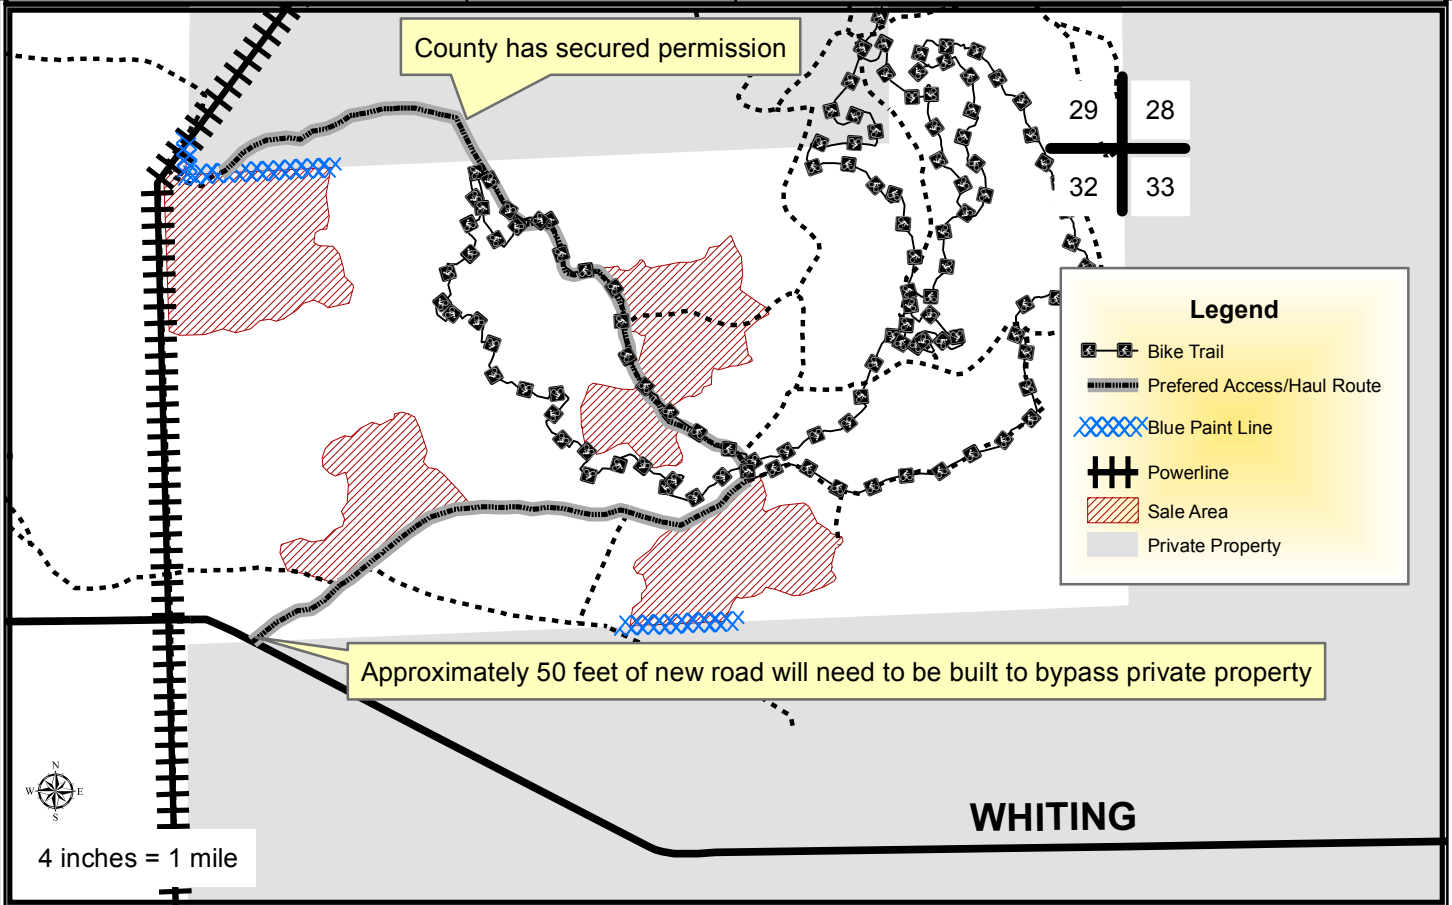 County has secured permission
29
28
32
33
Legend
Bike Trail
Prefered Access/Haul Route
Blue Paint Line
Powerline
Sale Area
Private Property
Approximately 50 feet of new road will need to be built to bypass private property
N
W
E
S
WHITING
4 inches = 1 mile